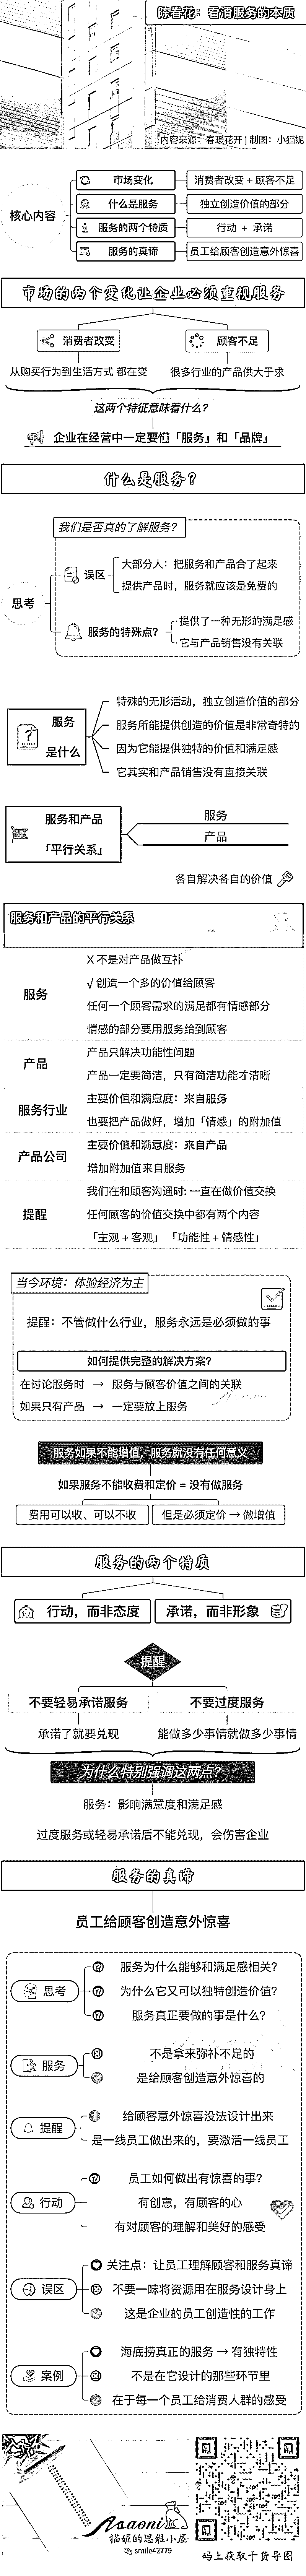 陈春花：看清服务的本质
内容来源：春暖花开 | 制图：小猫妮
核心内容
市场变化
消费者改变 + 顾客不足
什么是服务
独立创造价值的部分
服务的两个特质
行动 + 承诺
服务的真谛
员工给顾客创造意外惊喜
市场的两个变化让企业必须重视服务
消费者改变
顾客不足
从购买行为到生活方式 都在变
很多行业的产品供大于求
这两个特征意味着什么？
企业在经营中一定要懂「服务」和「品牌」
什么是服务？
我们是否真的了解服务？
思考
误区
大部分人：把服务和产品合了起来
提供产品时，服务就应该是免费的
服务的特殊点？
提供了一种无形的满足感
它与产品销售没有关联
服务
是什么
特殊的无形活动，独立创造价值的部分
服务所能提供创造的价值是非常奇特的
因为它能提供独特的价值和满足感
它其实和产品销售没有直接关联
服务和产品
「平行关系」
服务
产品
各自解决各自的价值
服务和产品的平行关系
服务
X 不是对产品做互补
√ 创造一个多的价值给顾客
任何一个顾客需求的满足都有情感部分
情感的部分要用服务给到顾客
产品
产品只解决功能性问题
产品一定要简洁，只有简洁功能才清晰
服务行业
主要价值和满意度：来自服务
也要把产品做好，增加「情感」的附加值
产品公司
主要价值和满意度：来自产品
增加附加值来自服务
提醒
我们在和顾客沟通时：一直在做价值交换
任何顾客的价值交换中都有两个内容
「主观 + 客观」 「功能性 + 情感性」
当今环境：体验经济为主
提醒：不管做什么行业，服务永远是必须做的事
如何提供完整的解决方案？
在讨论服务时 → 服务与顾客价值之间的关联
如果只有产品 → 一定要放上服务
服务如果不能增值，服务就没有任何意义
如果服务不能收费和定价 = 没有做服务
费用可以收、可以不收
但是必须定价 → 做增值
服务的两个特质
行动，而非态度
承诺，而非形象
提醒
不要轻易承诺服务
不要过度服务
承诺了就要兑现
能做多少事情就做多少事情
为什么特别强调这两点？
服务：影响满意度和满足感
过度服务或轻易承诺后不能兑现，会伤害企业
服务的真谛
员工给顾客创造意外惊喜
思考
服务为什么能够和满足感相关？
为什么它又可以独特创造价值？
服务真正要做的事是什么？
服务
不是拿来弥补不足的
是给顾客创造意外惊喜的
提醒
给顾客意外惊喜没法设计出来
是一线员工做出来的，要激活一线员工
行动
员工如何做出有惊喜的事？
有创意，有顾客的心
有对顾客的理解和美好的感受
误区
关注点：让员工理解顾客和服务真谛
不要一味将资源用在服务设计身上
这是企业的员工创造性的工作
案例
海底捞真正的服务 → 有独特性
不是在它设计的那些环节里
在于每一个员工给消费人群的感受
Asaoni
猫妮的思维小屋
smile42779
码上获取干货导图